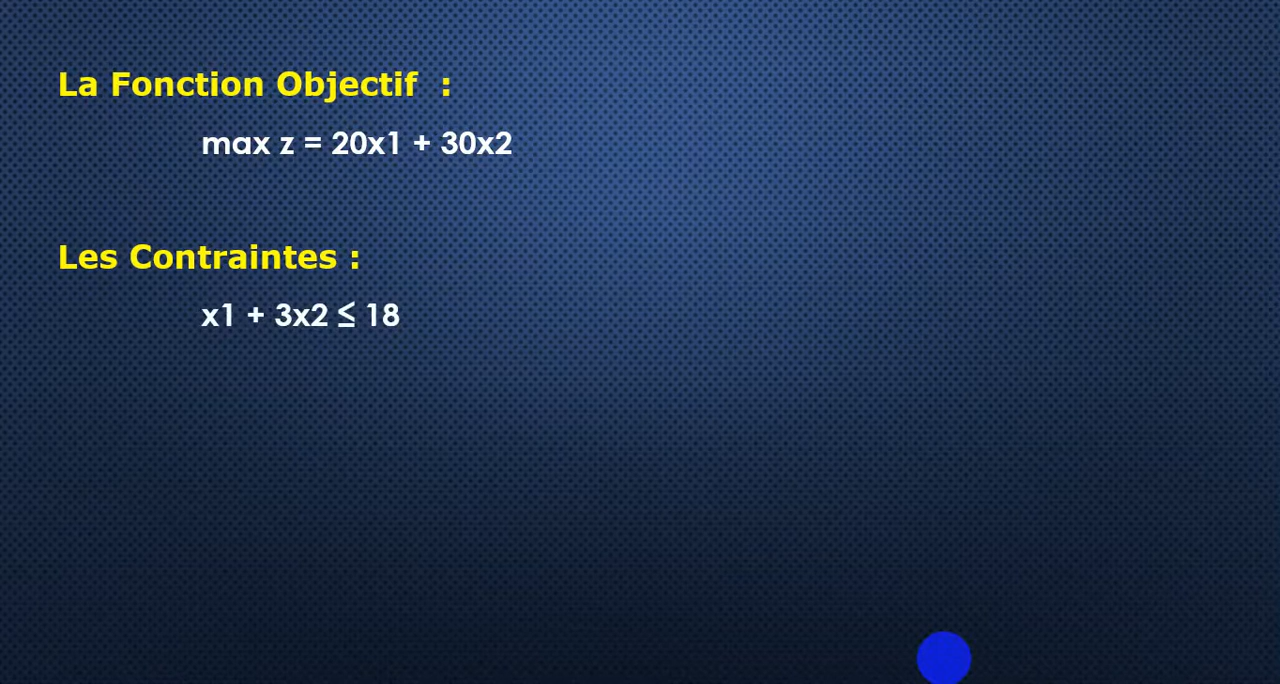 La Fonction Objectif :
max z = 20x1 + 30x2
Les Contraintes :
x1 + 3x2 ≤ 18